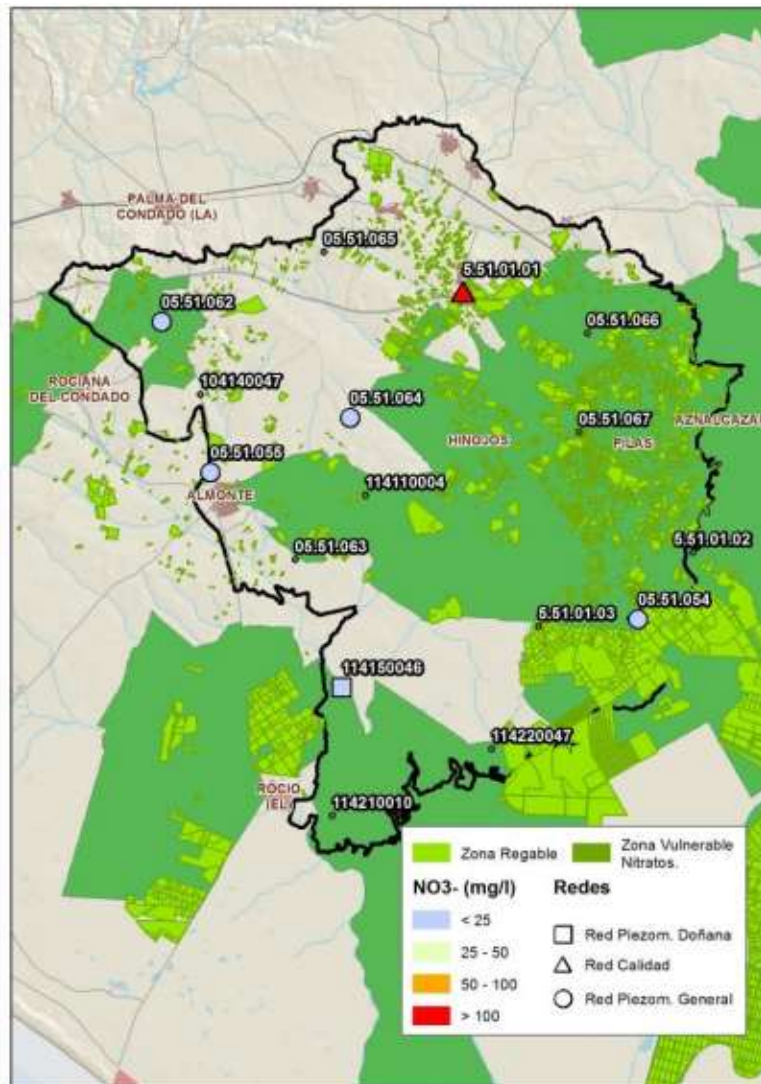 PALMA DEL
CONDADO (LA)
05.51.065
5.51.01.01
05.51.062
05.51.066
ROCIANA
DEL CONDADO
104140047
05.51.064
05.51.067
AZNALCAZAR
HINOJOS
PILAS
05.51.055
ALMONTE
114110004
05.51.063
5.51.01.02
5.51.01.03
05.51.054
114150046
114220047
ROCIO
(EL)
114210010
Zona Regable
Zona Vulnerable
Nitratos.
NO3- (mg/l)
Redes
< 25
25 - 50
50 - 100
> 100
Red Piezom. Doñana
Red Calidad
Red Piezom. General